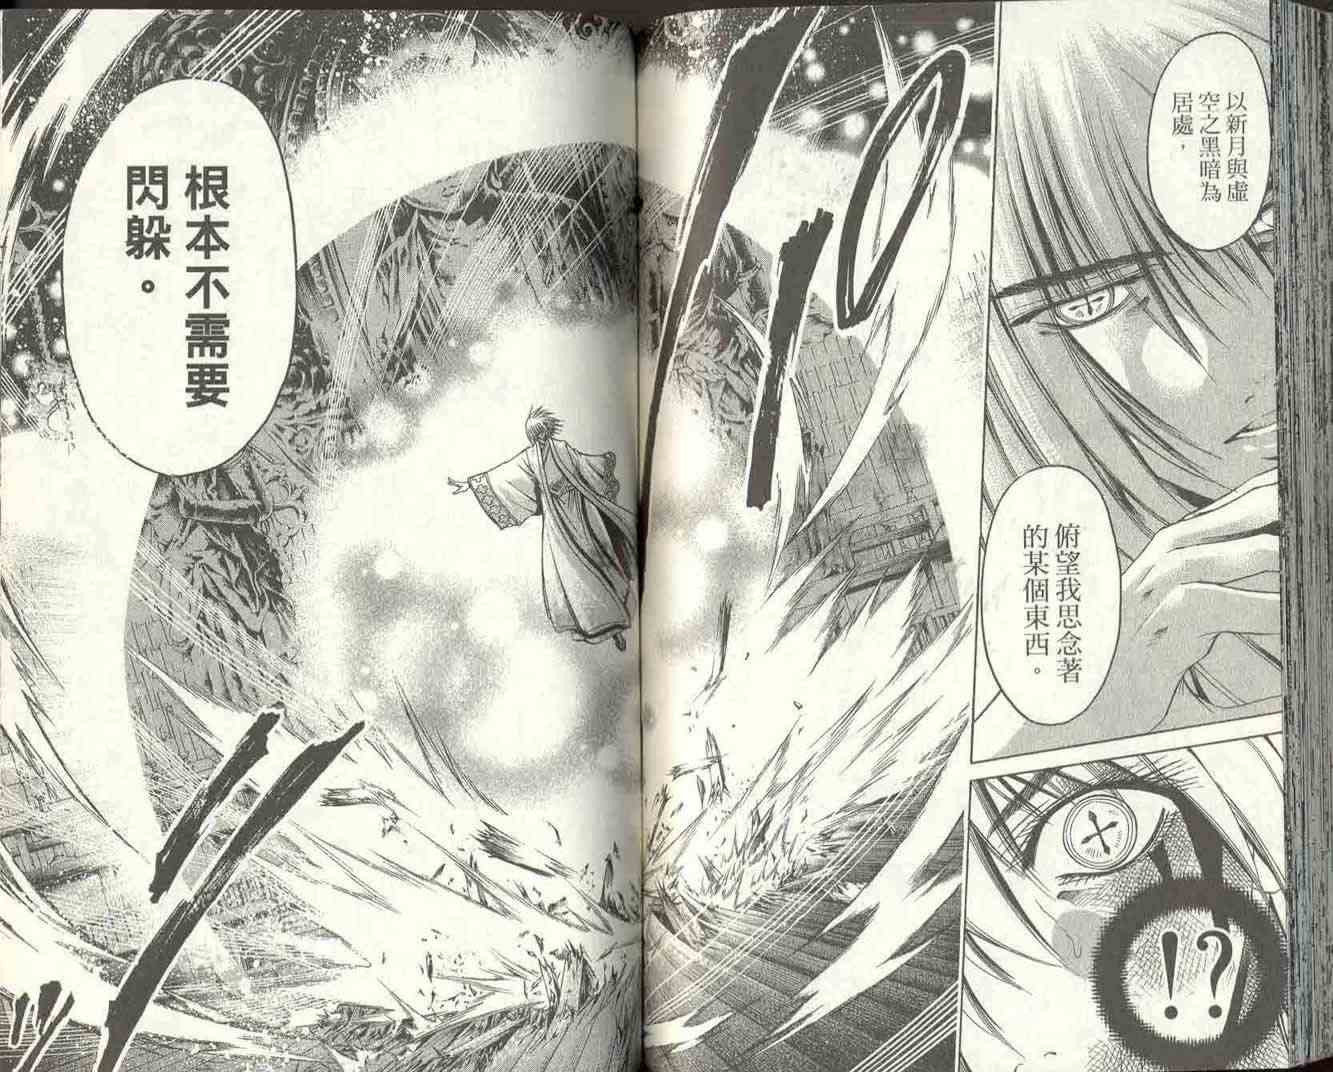 以新月與虛
空之黑暗為
居處，
俯望我思念著
的某個東西。
!?
根本不需要
閃躲。